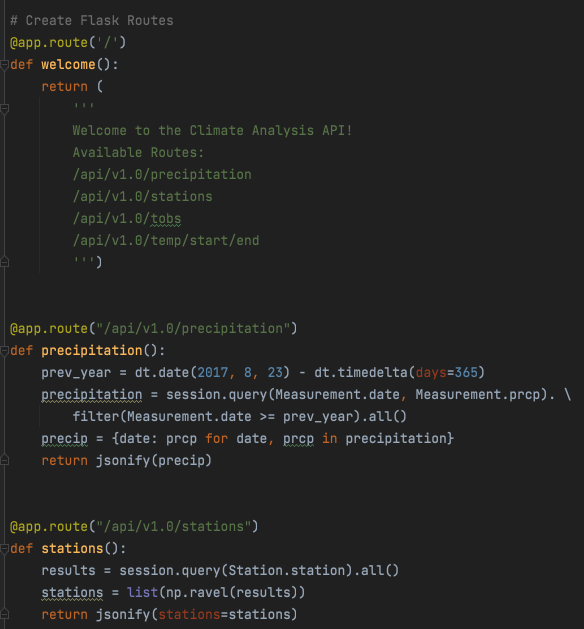 # Create Flask Routes
@app.route('/')
def welcome():
    return (
        '''
        Welcome to the Climate Analysis API!
        Available Routes:
        /api/v1.0/precipitation
        /api/v1.0/stations
        /api/v1.0/tobs
        /api/v1.0/temp/start/end
        ''')
@app.route("/api/v1.0/precipitation")
def precipitation():
    prev_year = dt.date(2017, 8, 23) - dt.timedelta(days=365)
    precipitation = session.query(Measurement.date, Measurement.prcp). \
        filter(Measurement.date >= prev_year).all()
    precip = {date: prcp for date, prcp in precipitation}
    return jsonify(precip)
@app.route("/api/v1.0/stations")
def stations():
    results = session.query(Station.station).all()
    stations = list(np.ravel(results))
    return jsonify(stations=stations)